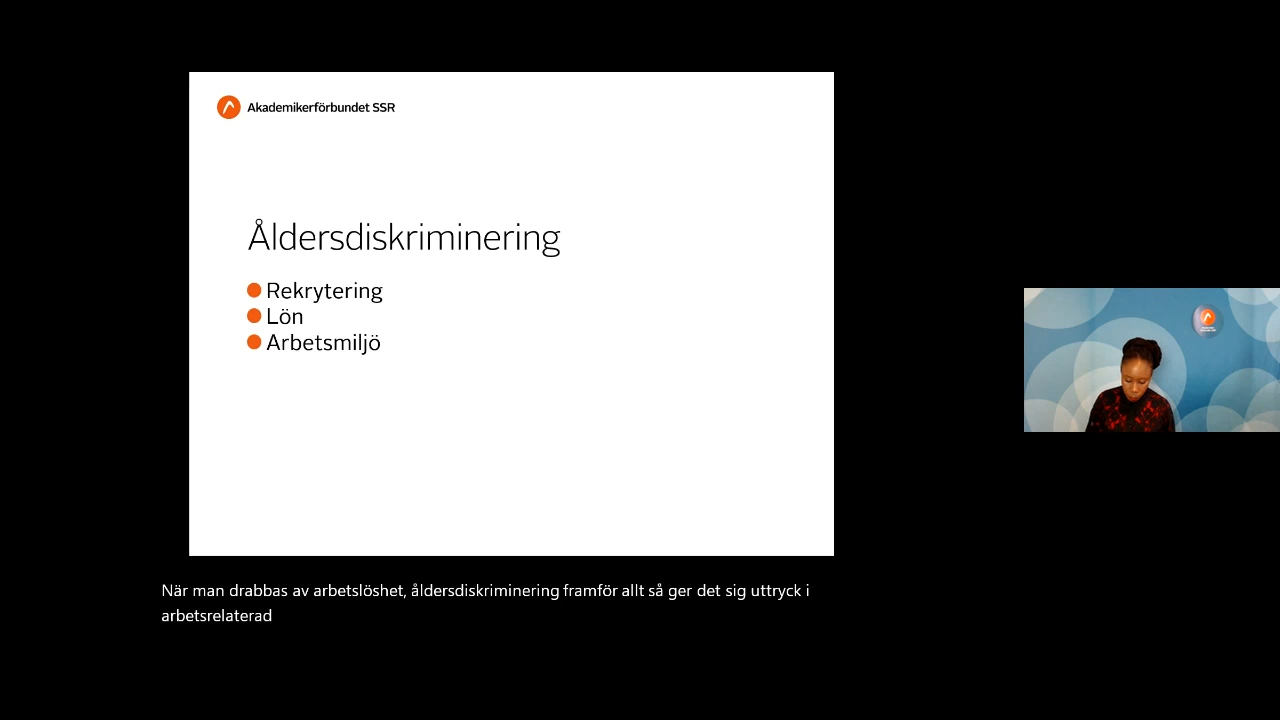 Akademikerförbundet SSR
Åldersdiskriminering
Rekrytering
Lön
Arbetsmiljö
När man drabbas av arbetslöshet, åldersdiskriminering framför allt så ger det sig uttryck i
arbetsrelaterad